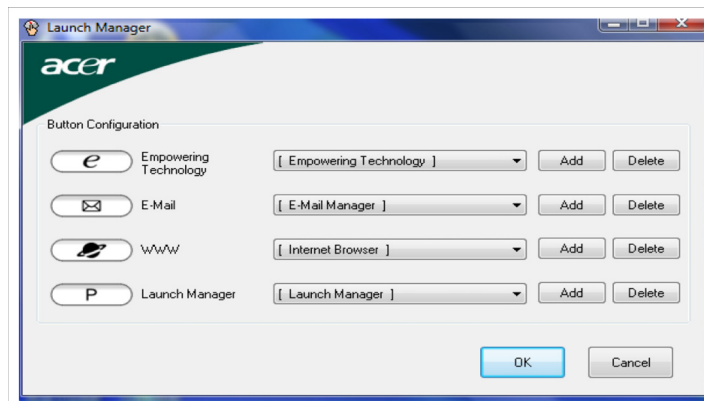 Launch Manager
acer
Button Configuration
e Empowering Technology [ Empowering Technology ] Add Delete
E-Mail [ E-Mail Manager ] Add Delete
WWW [ Internet Browser ] Add Delete
P Launch Manager [ Launch Manager ] Add Delete
OK Cancel